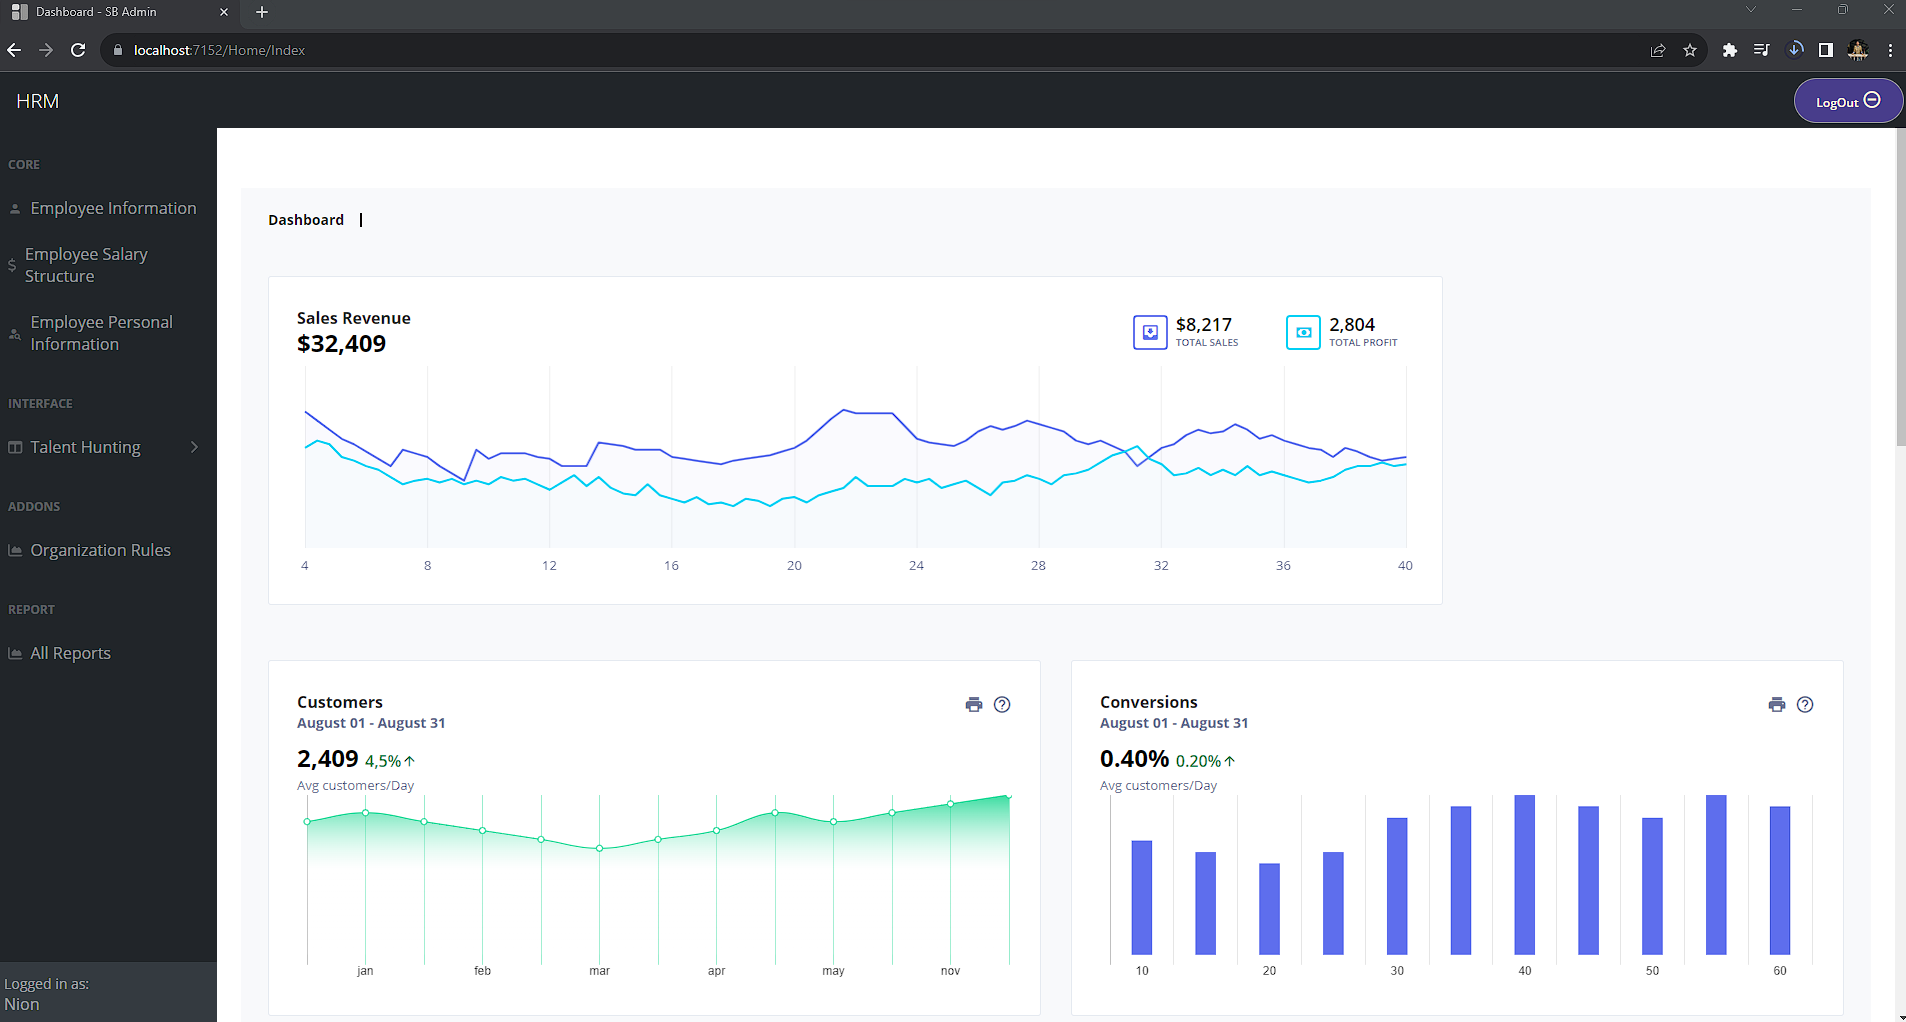 Dashboard - SB Admin
localhost:7152/Home/Index
HRM
LogOut
CORE
Employee Information
Employee Salary
Structure
Employee Personal
Information
INTERFACE
Talent Hunting
ADDONS
Organization Rules
REPORT
All Reports
Logged in as:
Nion
Dashboard
Sales Revenue
$32,409
$8,217
TOTAL SALES
2,804
TOTAL PROFIT
4 8 12 16 20 24 28 32 36 40
Customers
August 01 - August 31
2,409 4,5%
Avg customers/Day
jan feb mar apr may nov
Conversions
August 01 - August 31
0.40% 0.20%
Avg customers/Day
10 20 30 40 50 60